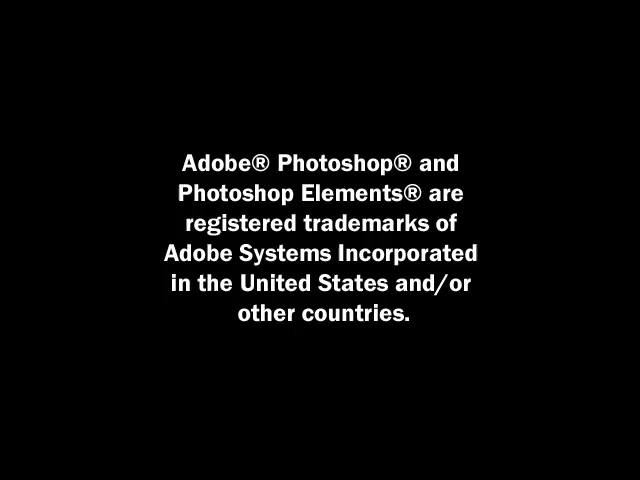 Adobe® Photoshop® and
Photoshop Elements® are
registered trademarks of
Adobe Systems Incorporated
in the United States and/or
other countries.